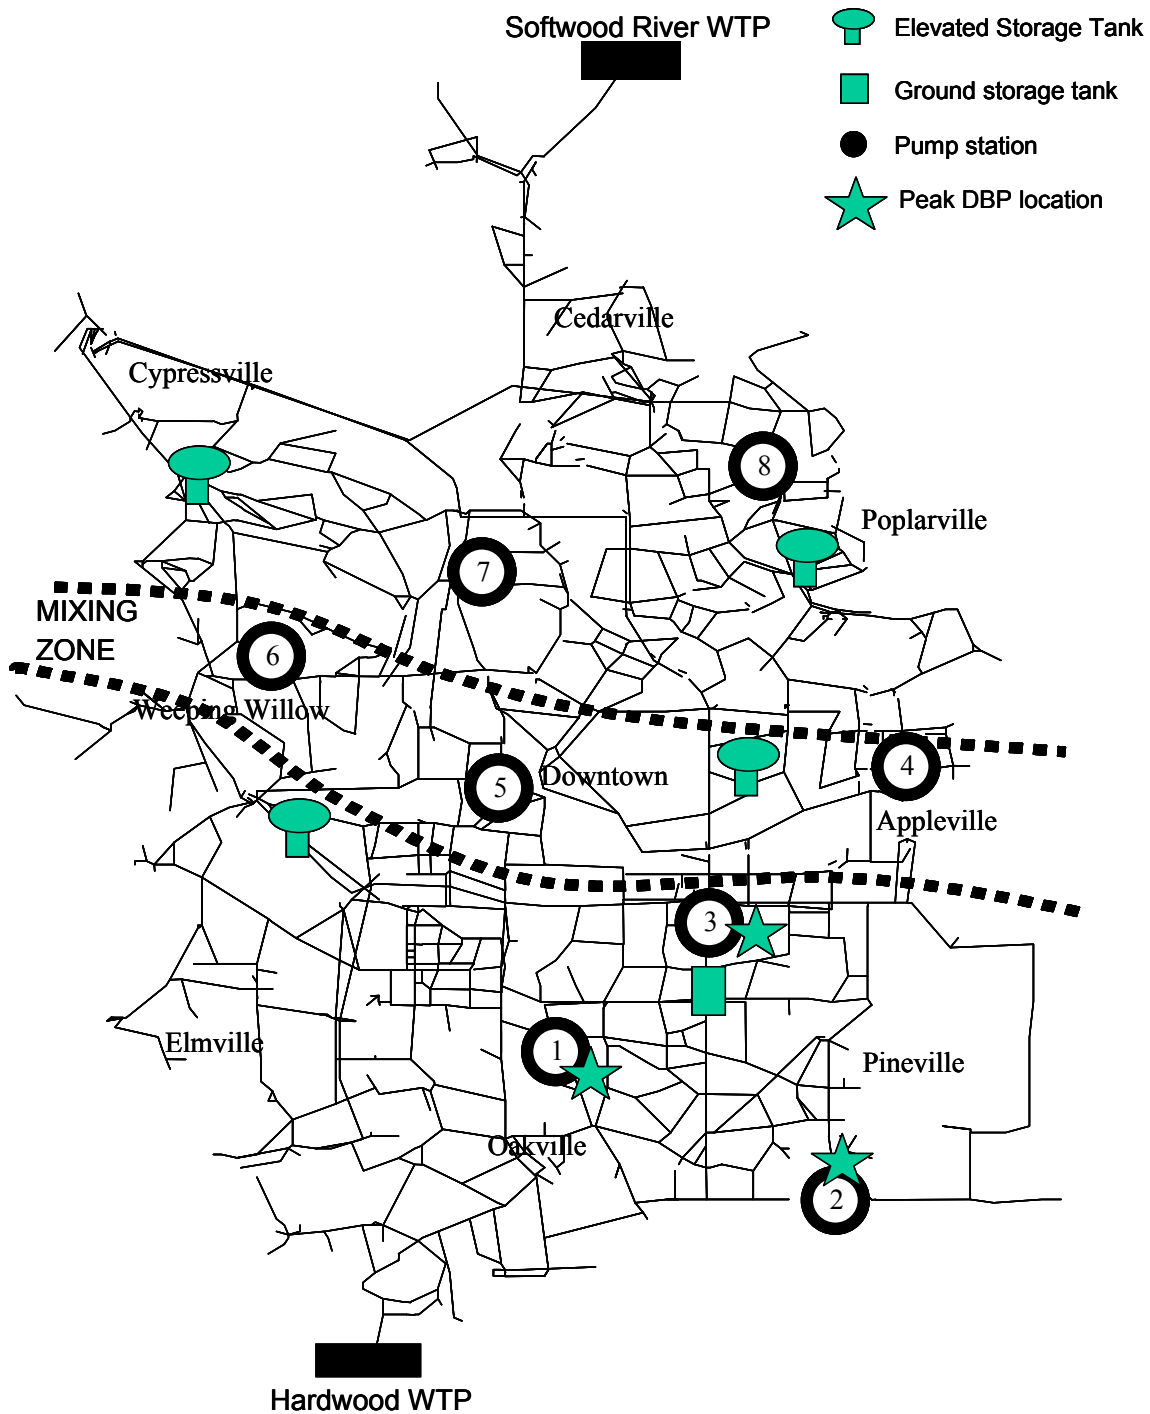 Softwood River WTP
Elevated Storage Tank
Ground storage tank
Pump station
Peak DBP location
Cedarville
Cypressville
8
Poplarville
7
MIXING
ZONE
6
Weeping Willow
4
5
Downtown
Appleville
3
Elmville
1
Pineville
Oakville
2
Hardwood WTP